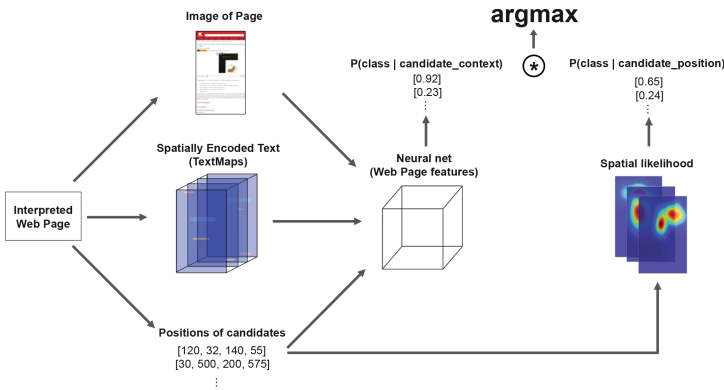 Image of Page
argmax
P(class | candidate_context)
[0.92]
[0.23]
⋮
*
P(class | candidate_position)
[0.65]
[0.24]
⋮
Spatially Encoded Text
(TextMaps)
Neural net
(Web Page features)
Spatial likelihood
Interpreted
Web Page
Positions of candidates
[120, 32, 140, 55]
[30, 500, 200, 575]
⋮